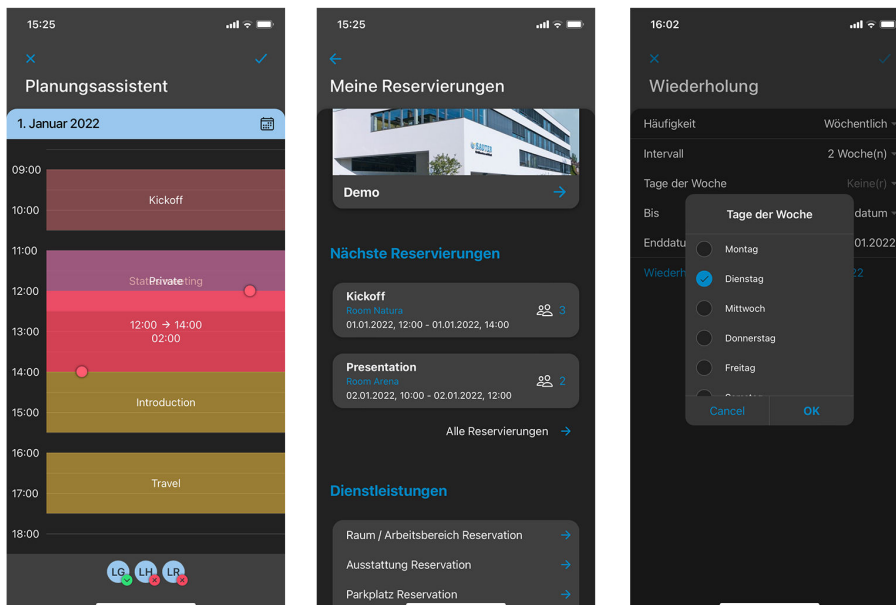 15:25
Planungsassistent
1. Januar 2022
09:00
Kickoff
10:00
11:00
Private
12:00
12:00 → 14:00
02:00
13:00
14:00
Introduction
15:00
16:00
Travel
17:00
18:00
LG LH LR
15:25
Meine Reservierungen
SAUTER
Demo
Nächste Reservierungen
Kickoff
Room Natura
01.01.2022, 12:00 - 01.01.2022, 14:00
3
Presentation
Room Arena
02.01.2022, 10:00 - 02.01.2022, 12:00
2
Alle Reservierungen
Dienstleistungen
Raum / Arbeitsbereich Reservation
Ausstattung Reservation
Parkplatz Reservation
16:02
Wiederholung
Häufigkeit Wöchentlich
Intervall 2 Woche(n)
Tage der Woche Keine(r)
Bis datum
Enddatu 01.2022
Wiederh 22
Tage der Woche
Montag
Dienstag
Mittwoch
Donnerstag
Freitag
Cancel OK